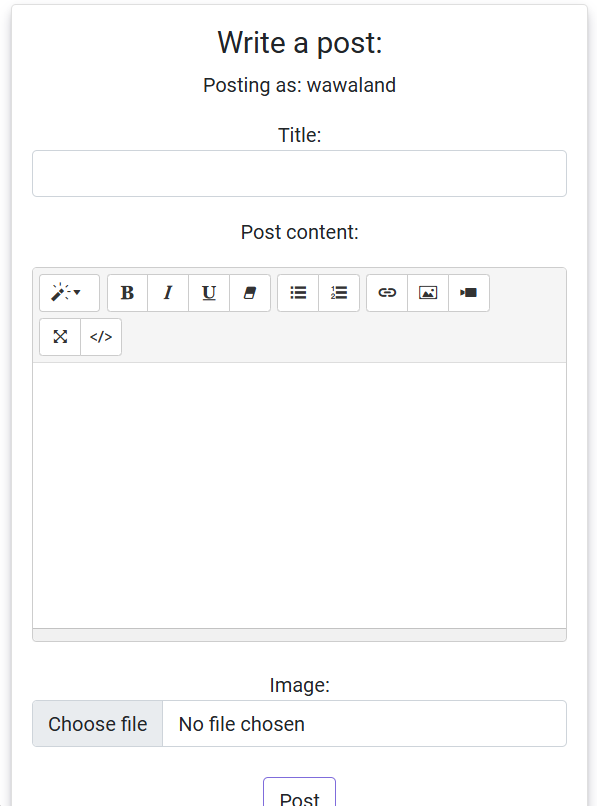 Write a post:
Posting as: wawaland
Title:
Post content:
B I U
</>
Image:
Choose file No file chosen
Post